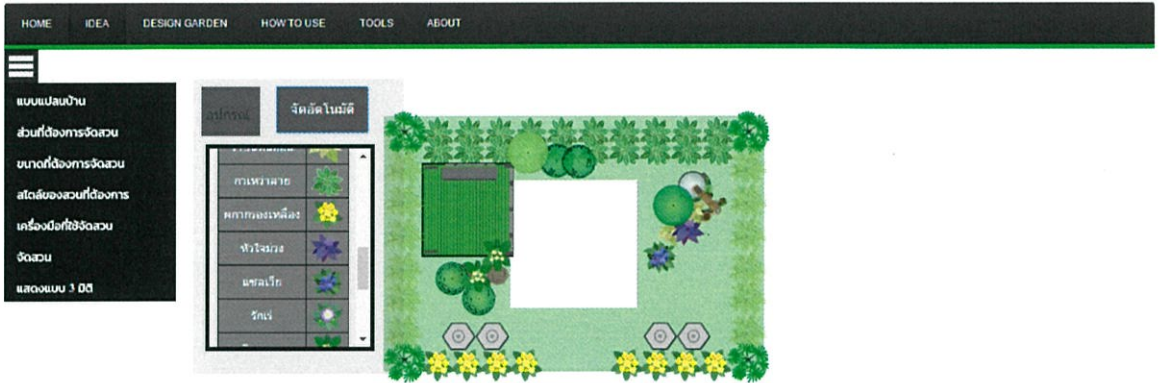 HOME IDEA DESIGN GARDEN HOW TO USE TOOLS ABOUT
แบบแปลนบ้าน
ส่วนที่ต้องการจัดสวน
ขนาดที่ต้องการจัดสวน
สไตล์ของสวนที่ต้องการ
เครื่องมือที่ใช้จัดสวน
จัดสวน
แสดงแบบ 3 มิติ
อุปกรณ์ จัดอัตโนมัติ
กาเหว่าลาย
ผกากรองเหลือง
หัวใจม่วง
แซลเวีย
รักเร่